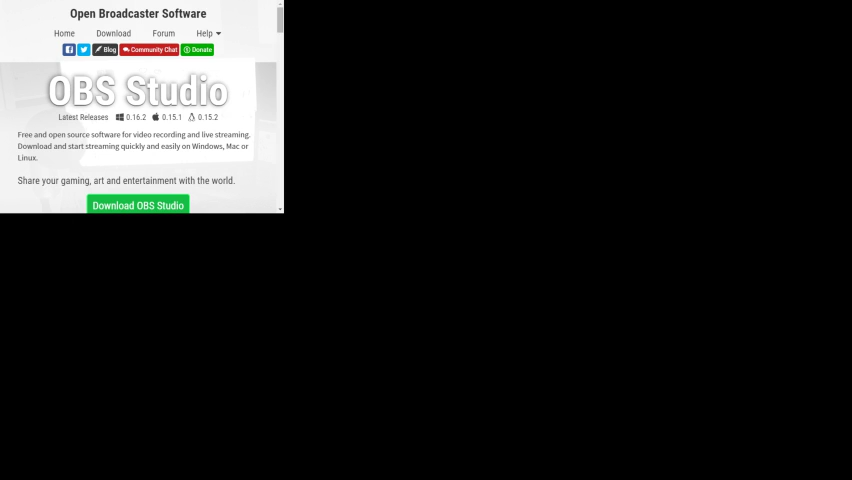 Open Broadcaster Software
Home Download Forum Help
Blog Community Chat Donate
OBS Studio
Latest Releases 0.16.2 0.15.1 0.15.2
Free and open source software for video recording and live streaming.
Download and start streaming quickly and easily on Windows, Mac or
Linux.
Share your gaming, art and entertainment with the world.
Download OBS Studio